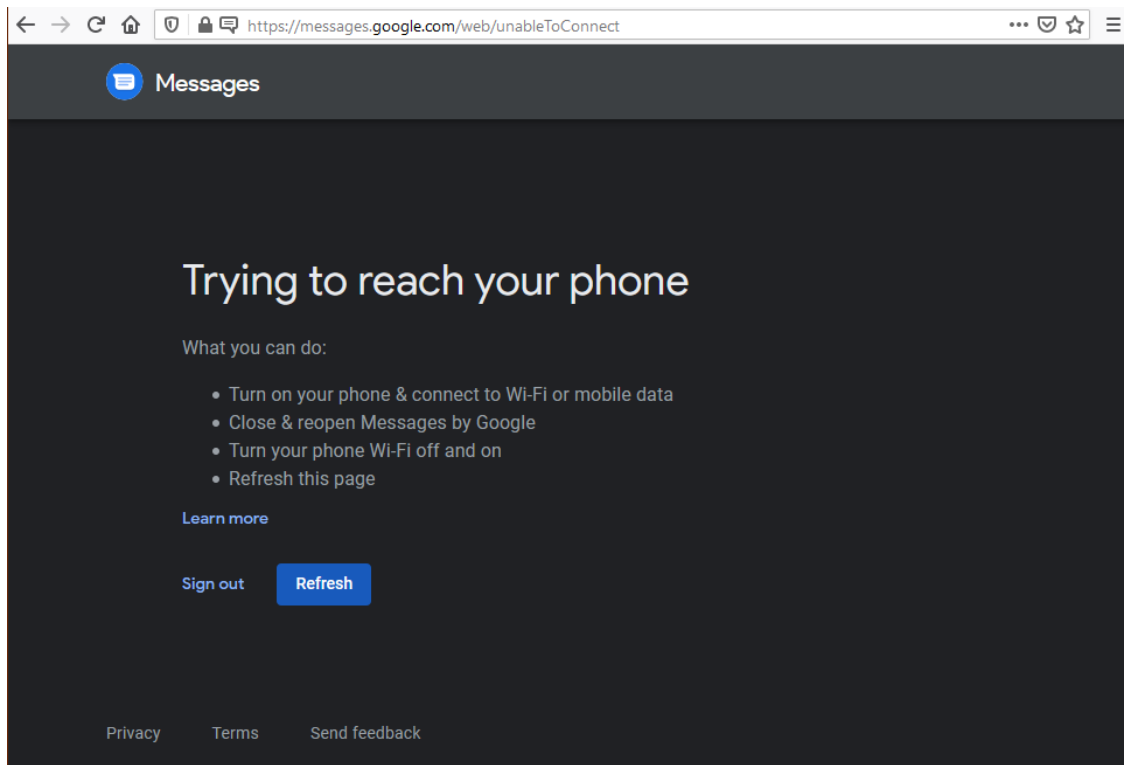 https://messages.google.com/web/unableToConnect
Messages
Trying to reach your phone
What you can do:
• Turn on your phone & connect to Wi-Fi or mobile data
• Close & reopen Messages by Google
• Turn your phone Wi-Fi off and on
• Refresh this page
Learn more
Sign out Refresh
Privacy Terms Send feedback